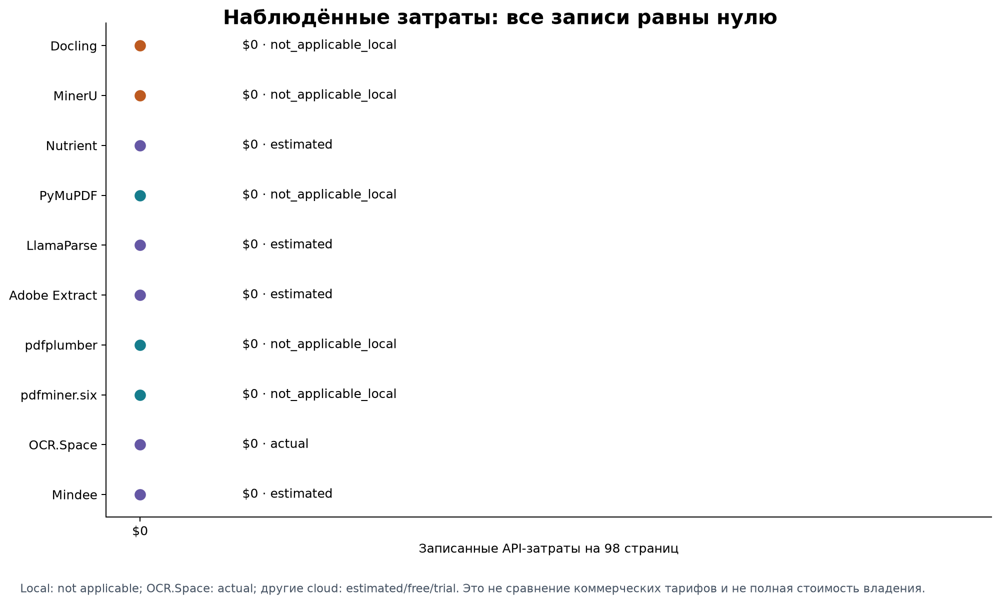 Наблюдённые затраты: все записи равны нулю
Docling $0 · not_applicable_local
MinerU $0 · not_applicable_local
Nutrient $0 · estimated
PyMuPDF $0 · not_applicable_local
LlamaParse $0 · estimated
Adobe Extract $0 · estimated
pdfplumber $0 · not_applicable_local
pdfminer.six $0 · not_applicable_local
OCR.Space $0 · actual
Mindee $0 · estimated
$0
Записанные API-затраты на 98 страниц
Local: not applicable; OCR.Space: actual; другие cloud: estimated/free/trial. Это не сравнение коммерческих тарифов и не полная стоимость владения.